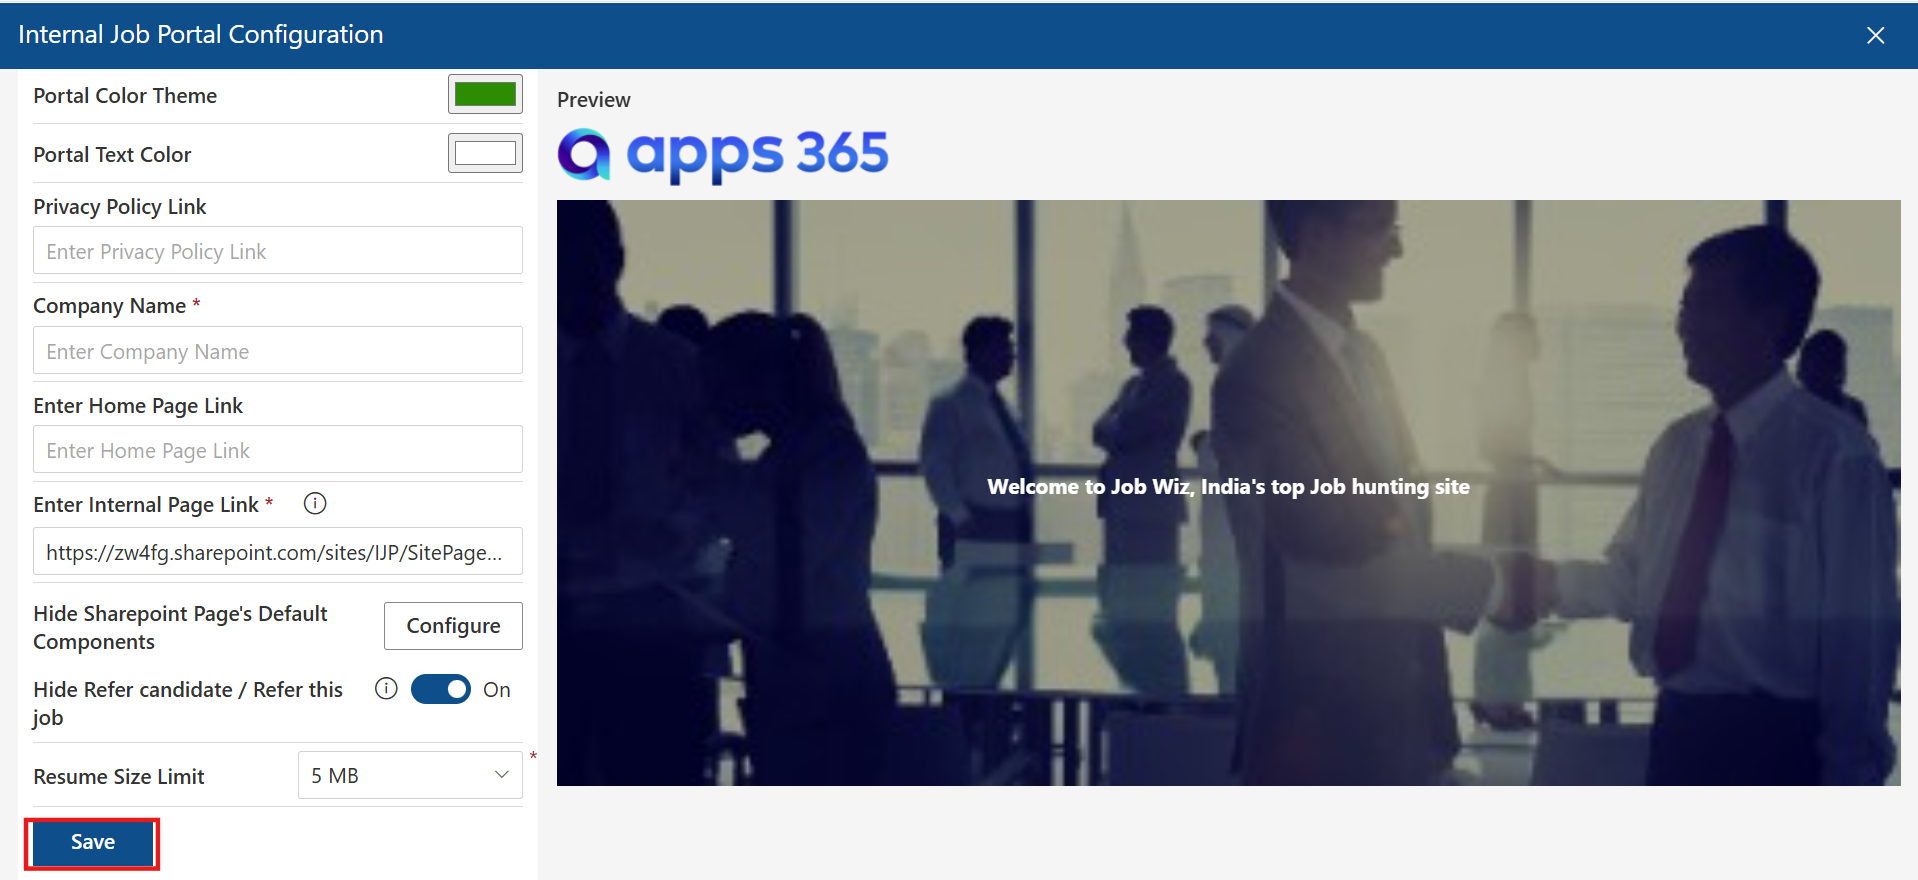 Internal Job Portal Configuration
Portal Color Theme
Portal Text Color
Privacy Policy Link
Enter Privacy Policy Link
Company Name *
Enter Company Name
Enter Home Page Link
Enter Home Page Link
Enter Internal Page Link *
https://zw4fg.sharepoint.com/sites/IJP/SitePage...
Hide Sharepoint Page's Default
Components
Configure
Hide Refer candidate / Refer this
job
On
Resume Size Limit
5 MB
*
Save
Preview
apps 365
Welcome to Job Wiz, India's top Job hunting site